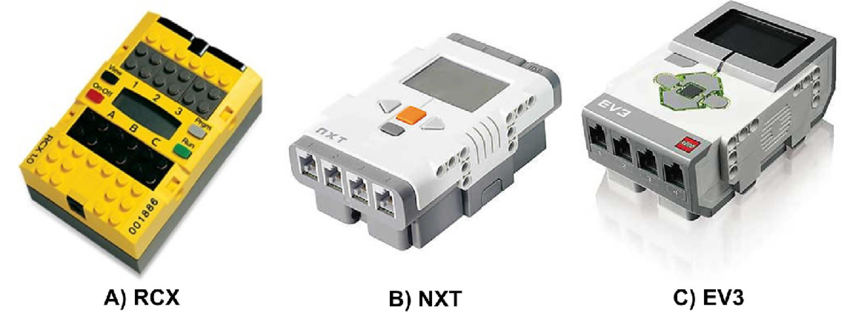 View
On-Off
1 2 3
Prgm
A B C
Run
RCX 1.0
001886
nxt
EV3
LEGO
A) RCX
B) NXT
C) EV3